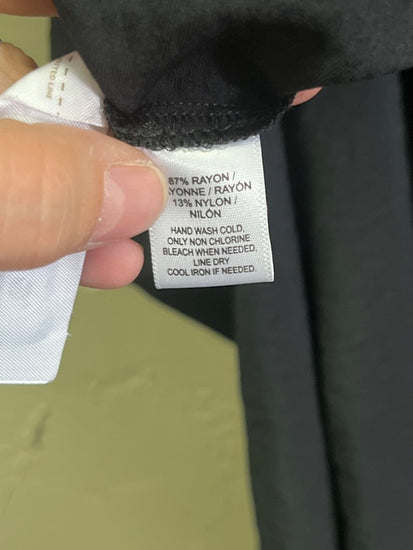 87% RAYON /
YONNE / RAYÓN
13% NYLON /
NILÓN
HAND WASH COLD,
ONLY NON CHLORINE
BLEACH WHEN NEEDED.
LINE DRY
COOL IRON IF NEEDED.
LINE